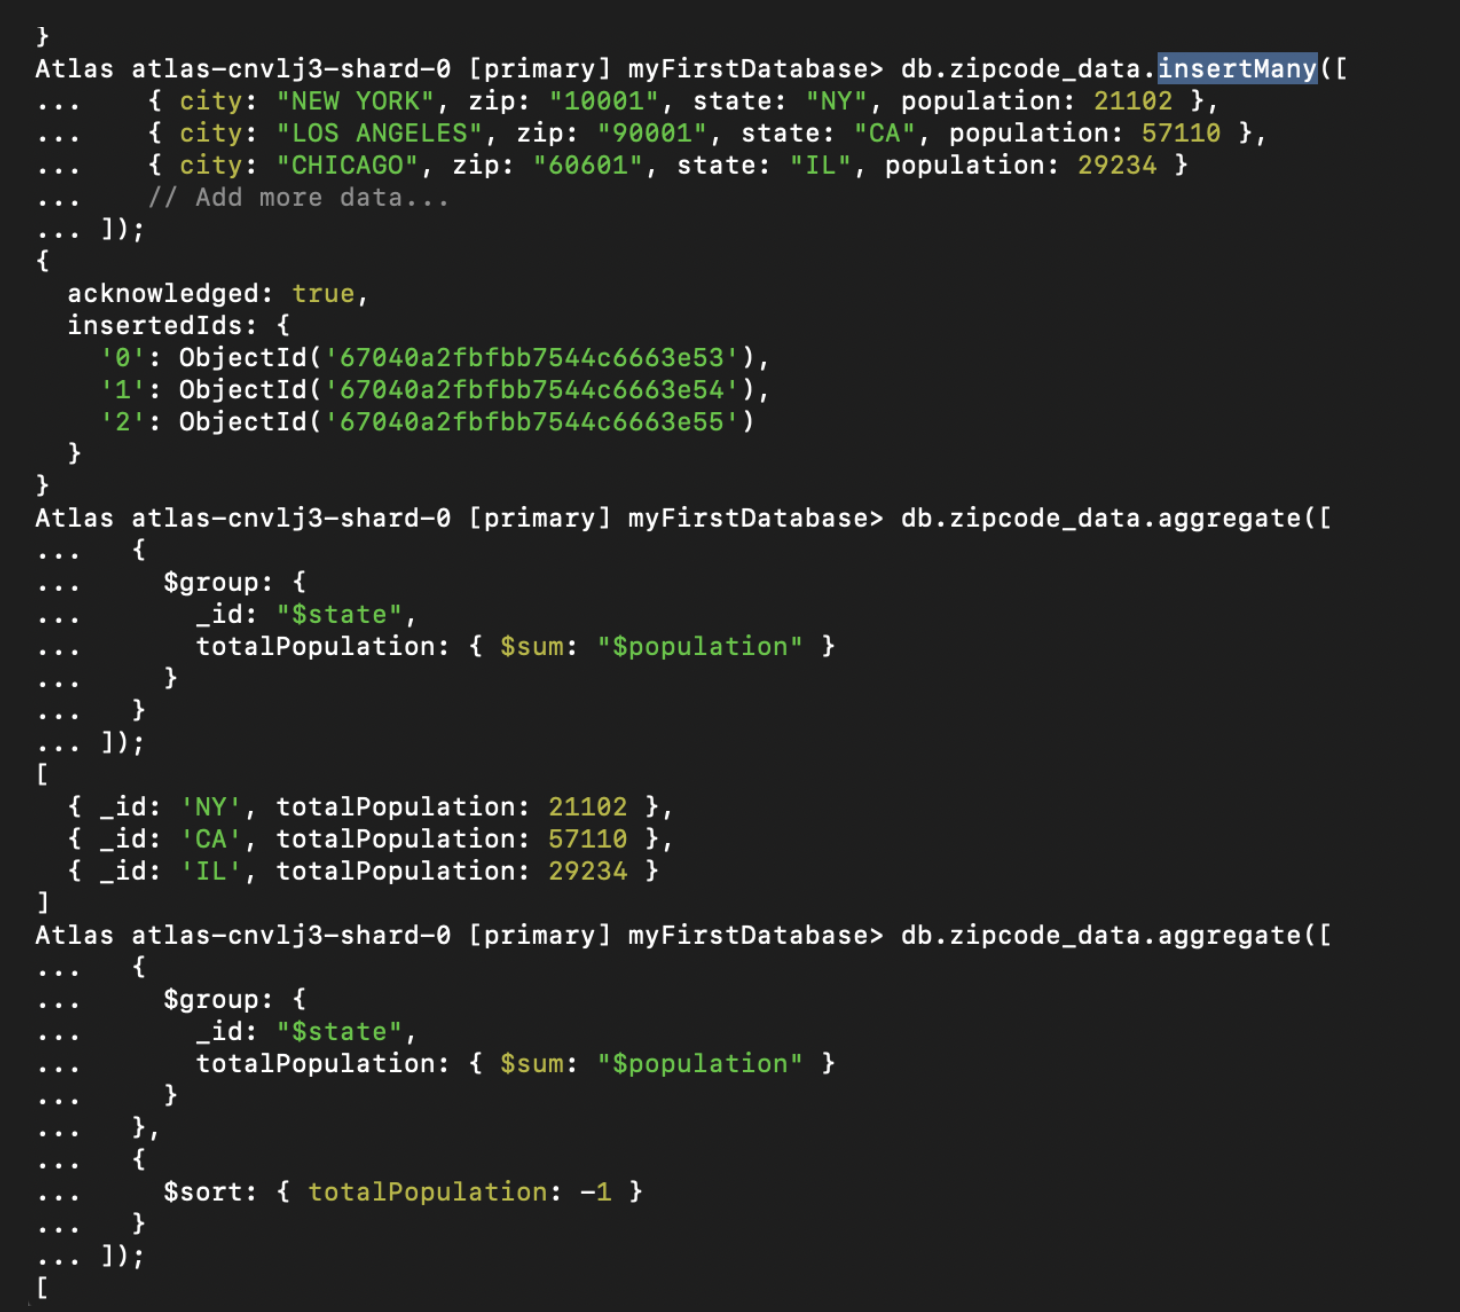 }
Atlas atlas-cnvlj3-shard-0 [primary] myFirstDatabase> db.zipcode_data.insertMany([
...    { city: "NEW YORK", zip: "10001", state: "NY", population: 21102 },
...    { city: "LOS ANGELES", zip: "90001", state: "CA", population: 57110 },
...    { city: "CHICAGO", zip: "60601", state: "IL", population: 29234 }
...    // Add more data...
... ]);
{
  acknowledged: true,
  insertedIds: {
    '0': ObjectId('67040a2fbfbb7544c6663e53'),
    '1': ObjectId('67040a2fbfbb7544c6663e54'),
    '2': ObjectId('67040a2fbfbb7544c6663e55')
  }
}
Atlas atlas-cnvlj3-shard-0 [primary] myFirstDatabase> db.zipcode_data.aggregate([
...   {
...     $group: {
...       _id: "$state",
...       totalPopulation: { $sum: "$population" }
...     }
...   }
... ]);
[
  { _id: 'NY', totalPopulation: 21102 },
  { _id: 'CA', totalPopulation: 57110 },
  { _id: 'IL', totalPopulation: 29234 }
]
Atlas atlas-cnvlj3-shard-0 [primary] myFirstDatabase> db.zipcode_data.aggregate([
...   {
...     $group: {
...       _id: "$state",
...       totalPopulation: { $sum: "$population" }
...     }
...   },
...   {
...     $sort: { totalPopulation: -1 }
...   }
... ]);
[